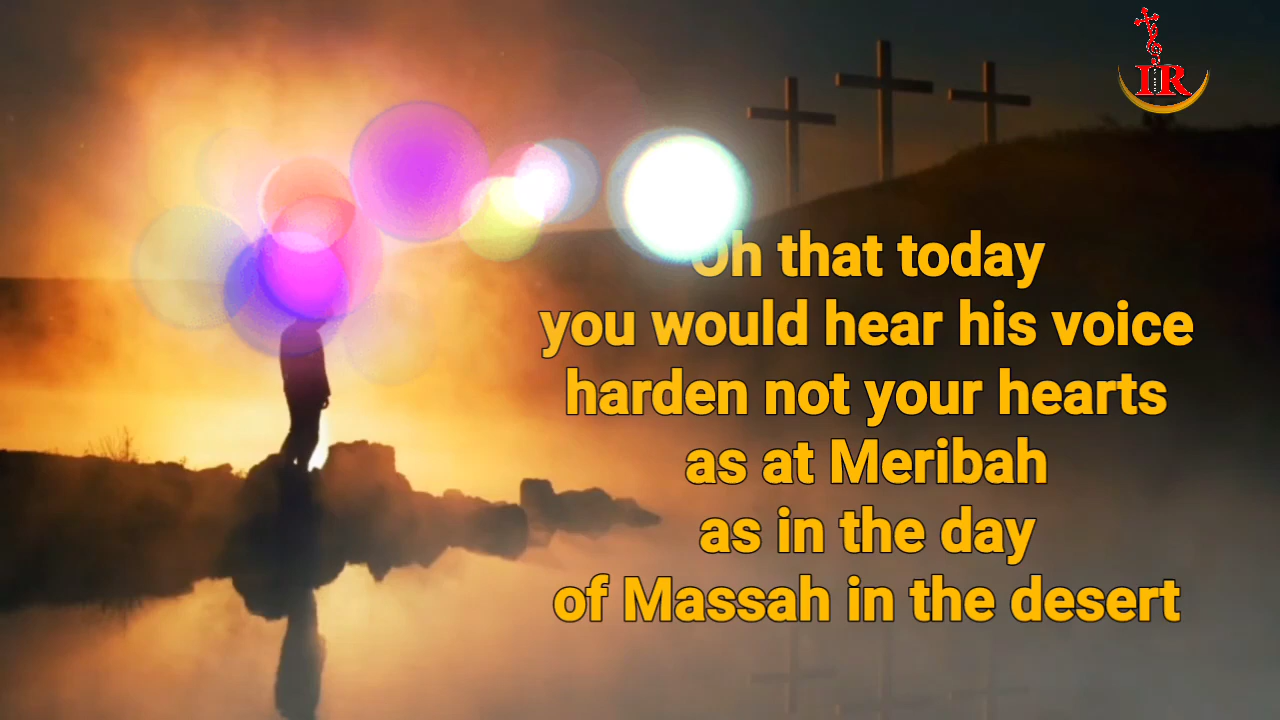 IR
Oh that today
you would hear his voice
harden not your hearts
as at Meribah
as in the day
of Massah in the desert